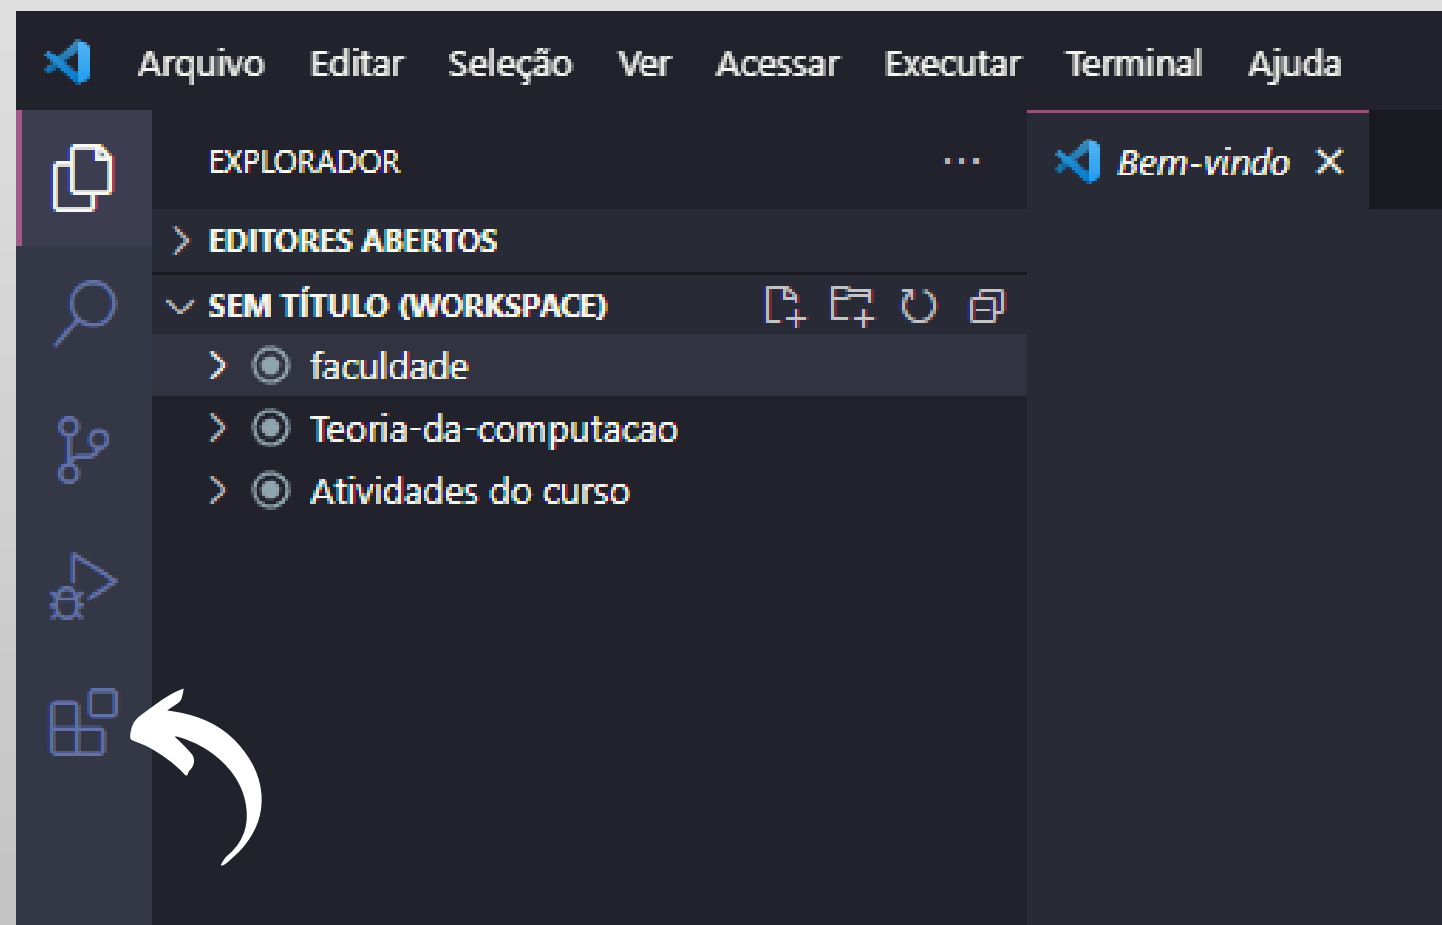 Arquivo Editar Seleção Ver Acessar Executar Terminal Ajuda
EXPLORADOR
Bem-vindo
EDITORES ABERTOS
SEM TÍTULO (WORKSPACE)
faculdade
Teoria-da-computacao
Atividades do curso